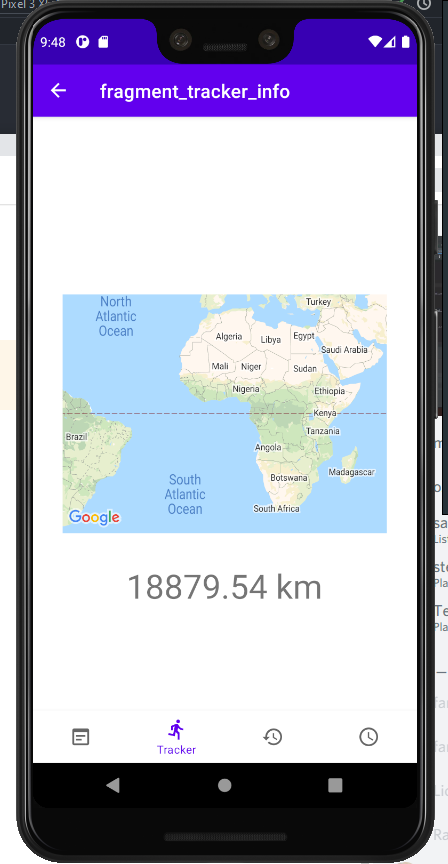 Pixel 3 X
9:48
fragment_tracker_info
North
Atlantic
Ocean
Turkey
Algeria
Libya
Egypt
Saudi Arabia
Mali
Niger
Sudan
Nigeria
Ethiopia
Kenya
Brazil
Tanzania
Angola
South
Atlantic
Ocean
Botswana
Madagascar
South Africa
Google
18879.54 km
Tracker